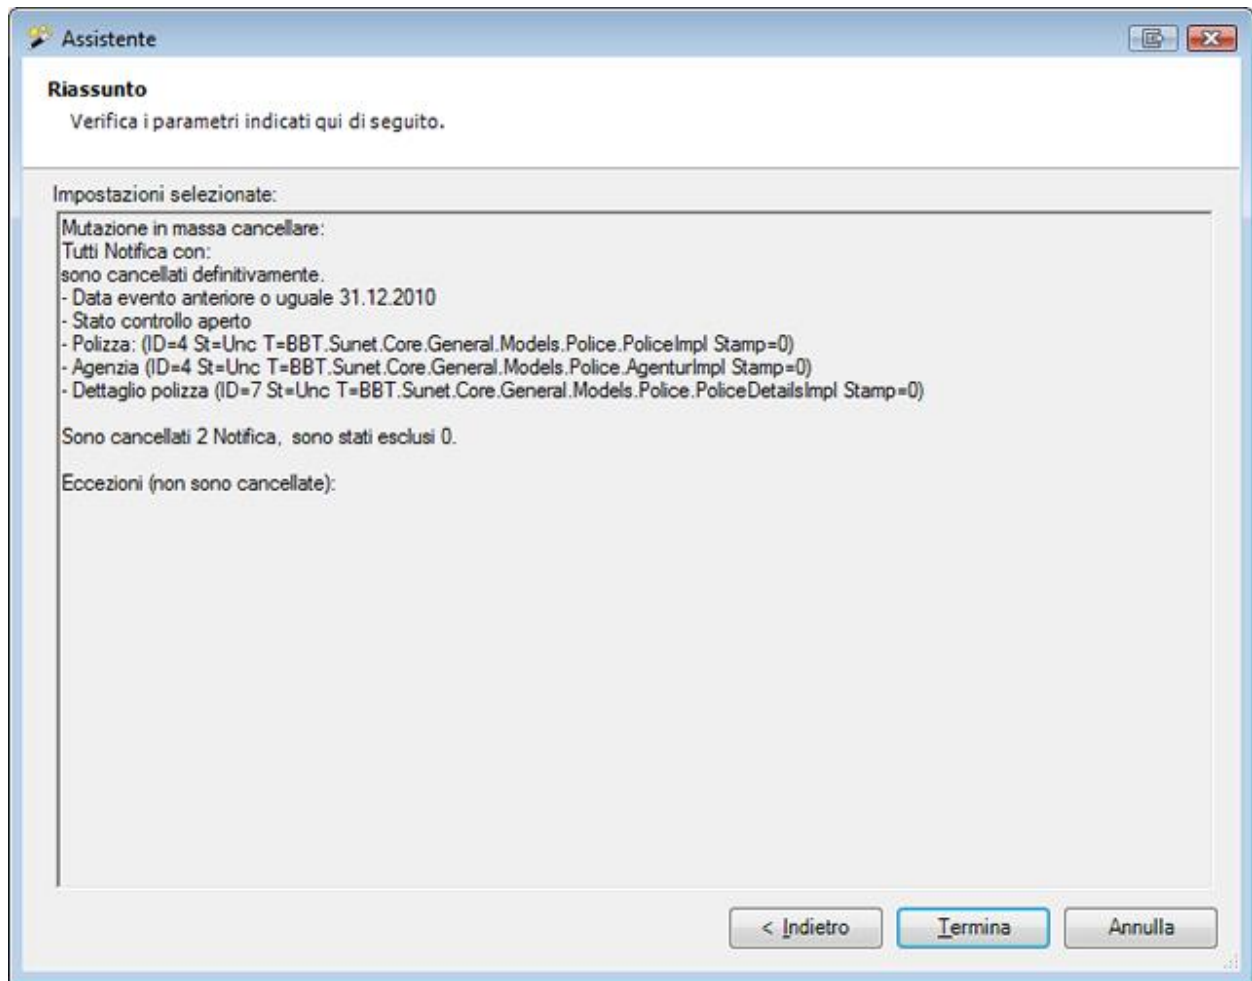 Assistente
Riassunto
Verifica i parametri indicati qui di seguito.
Impostazioni selezionate:
Mutazione in massa cancellare:
Tutti Notifica con:
sono cancellati definitivamente.
- Data evento anteriore o uguale 31.12.2010
- Stato controllo aperto
- Polizza: (ID=4 St=Unc T=BBT.Sunet.Core.General.Models.Police.PoliceImpl Stamp=0)
- Agenzia (ID=4 St=Unc T=BBT.Sunet.Core.General.Models.Police.AgenturImpl Stamp=0)
- Dettaglio polizza (ID=7 St=Unc T=BBT.Sunet.Core.General.Models.Police.PoliceDetailsImpl Stamp=0)
Sono cancellati 2 Notifica,  sono stati esclusi 0.
Eccezioni (non sono cancellate):
< Indietro
Termina
Annulla